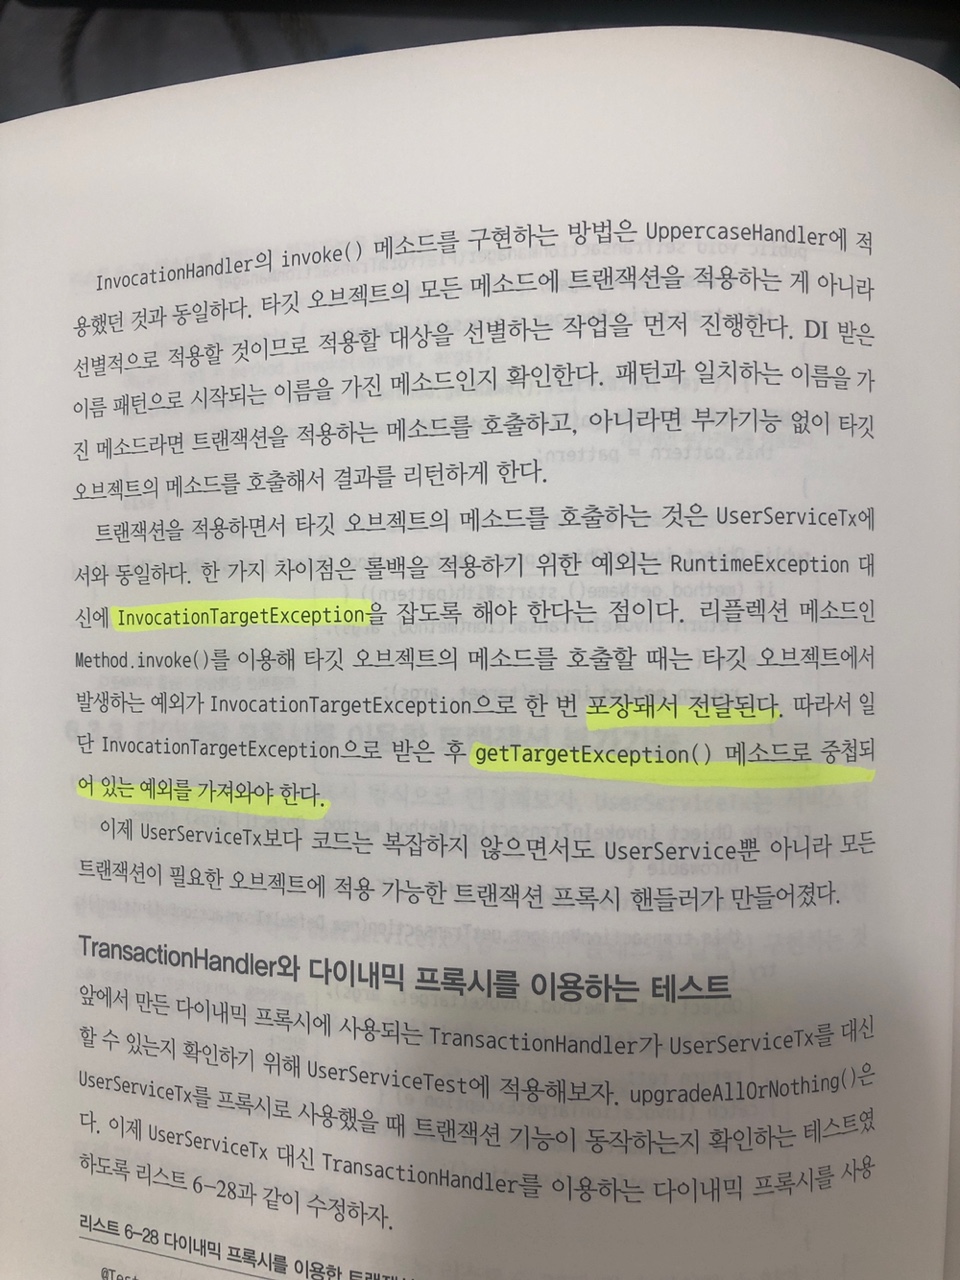 InvocationHandler의 invoke() 메소드를 구현하는 방법은 UppercaseHandler에 적
용했던 것과 동일하다. 타깃 오브젝트의 모든 메소드에 트랜잭션을 적용하는 게 아니라
선별적으로 적용할 것이므로 적용할 대상을 선별하는 작업을 먼저 진행한다. DI 받은
이름 패턴으로 시작되는 이름을 가진 메소드인지 확인한다. 패턴과 일치하는 이름을 가
진 메소드라면 트랜잭션을 적용하는 메소드를 호출하고, 아니라면 부가기능 없이 타깃
오브젝트의 메소드를 호출해서 결과를 리턴하게 한다.
트랜잭션을 적용하면서 타깃 오브젝트의 메소드를 호출하는 것은 UserServiceTx에
서와 동일하다. 한 가지 차이점은 롤백을 적용하기 위한 예외는 RuntimeException 대
신에 InvocationTargetException을 잡도록 해야 한다는 점이다. 리플렉션 메소드인
Method.invoke()를 이용해 타깃 오브젝트의 메소드를 호출할 때는 타깃 오브젝트에서
발생하는 예외가 InvocationTargetException으로 한 번 포장돼서 전달된다. 따라서 일
단 InvocationTargetException으로 받은 후 getTargetException() 메소드로 중첩되
어 있는 예외를 가져와야 한다.
이제 UserServiceTx보다 코드는 복잡하지 않으면서도 UserService뿐 아니라 모든
트랜잭션이 필요한 오브젝트에 적용 가능한 트랜잭션 프록시 핸들러가 만들어졌다.
TransactionHandler와 다이내믹 프록시를 이용하는 테스트
앞에서 만든 다이내믹 프록시에 사용되는 TransactionHandler가 UserServiceTx를 대신
할 수 있는지 확인하기 위해 UserServiceTest에 적용해보자. upgradeAllOrNothing()은
UserServiceTx를 프록시로 사용했을 때 트랜잭션 기능이 동작하는지 확인하는 테스트였
다. 이제 UserServiceTx 대신 TransactionHandler를 이용하는 다이내믹 프록시를 사용
하도록 리스트 6-28과 같이 수정하자.
리스트 6-28 다이내믹 프록시를 이용한